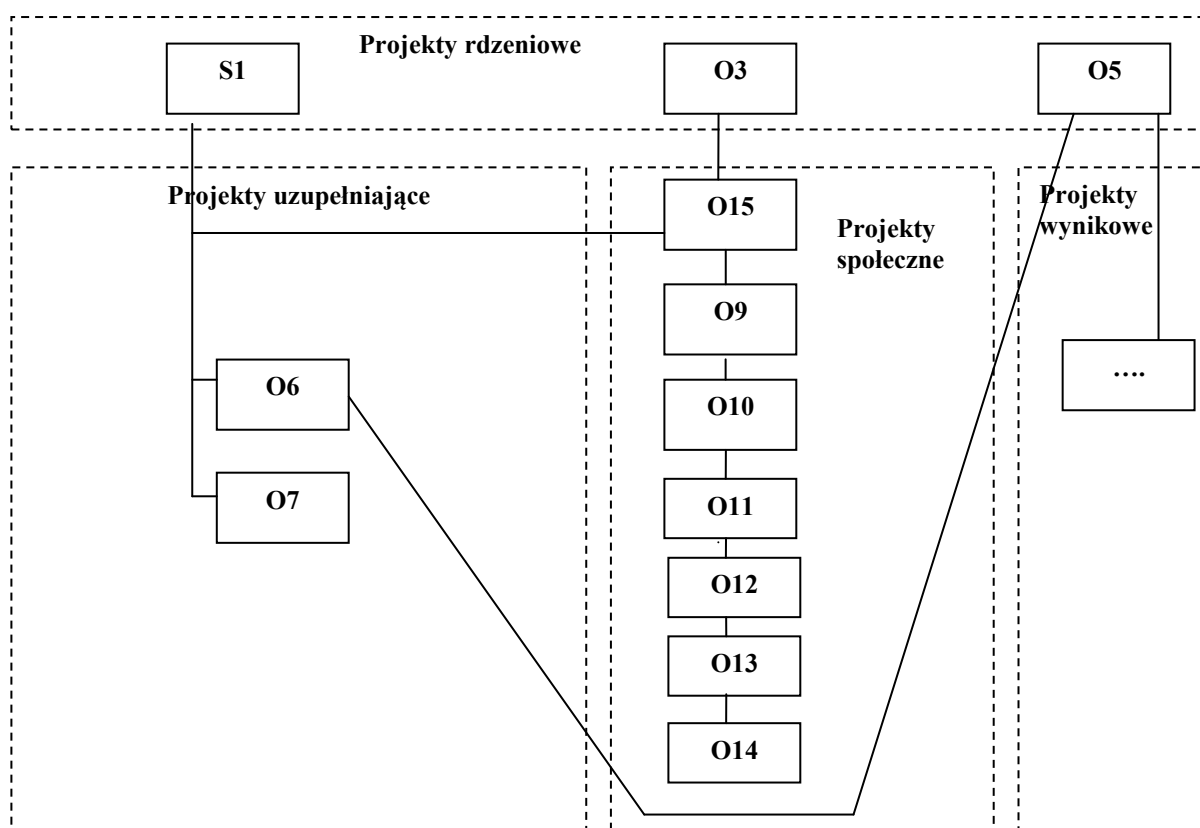 Projekty rdzeniowe
S1
O3
O5
Projekty uzupełniające
O15
Projekty
społeczne
Projekty
wynikowe
O9
O6
O10
....
O7
O11
O12
O13
O14